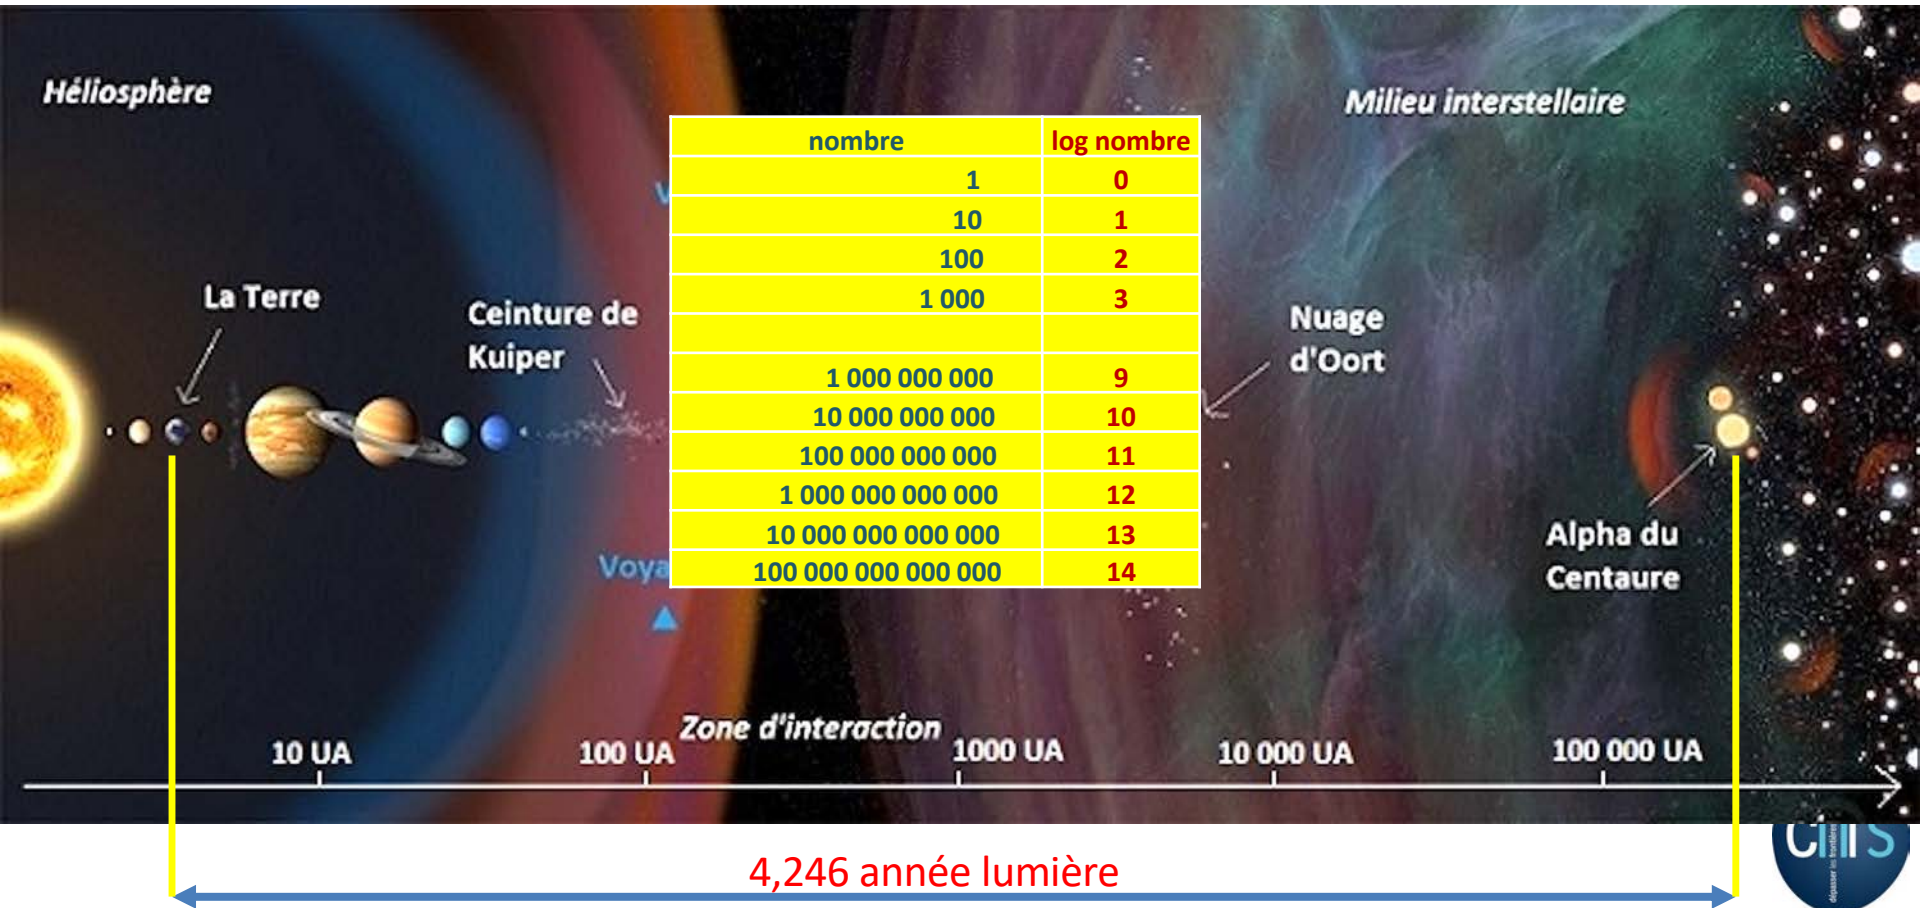 Héliosphère
Milieu interstellaire
nombre log nombre
1 0
10 1
100 2
1 000 3
1 000 000 000 9
10 000 000 000 10
100 000 000 000 11
1 000 000 000 000 12
10 000 000 000 000 13
100 000 000 000 000 14
La Terre
Ceinture de
Kuiper
Nuage
d'Oort
Alpha du
Centaure
Zone d'interaction
10 UA
100 UA
1000 UA
10 000 UA
100 000 UA
4,246 année lumière
dépasser les frontières